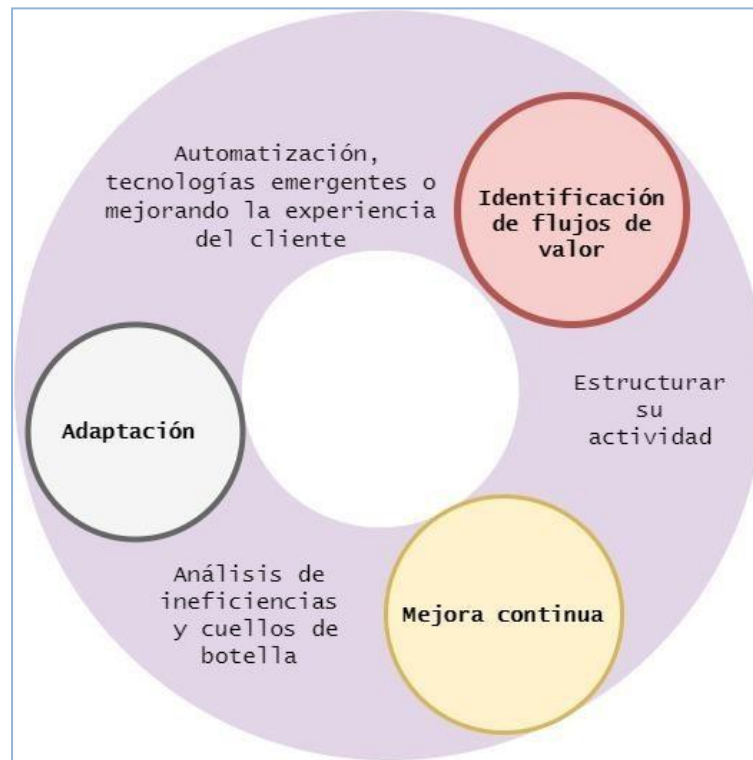 Automatización,
tecnologías emergentes o
mejorando la experiencia
del cliente
Identificación
de flujos de
valor
Estructurar
su
actividad
Adaptación
Análisis de
ineficiencias
y cuellos de
botella
Mejora continua